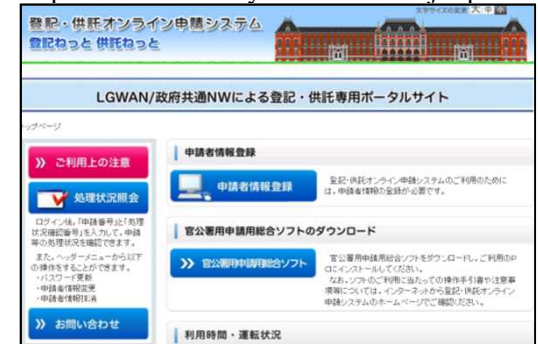 文字サイズの変更 大 中 小
登記・供託オンライン申請システム
登記ねっと 供託ねっと
LGWAN/政府共通NWによる登記・供託専用ポータルサイト
トップページ
ご利用上の注意
処理状況照会
ログイン後、「申請番号」と「処理
状況確認番号」を入力して、申請
等の処理状況を確認できます。
また、ヘッダーメニューから以下
の操作をすることができます。
・パスワード更新
・申請者情報変更
・申請者情報抹消
お問い合わせ
申請者情報登録
申請者情報登録
登記・供託オンライン申請システムのご利用のために
は、申請者情報の登録が必要です。
官公署用申請用総合ソフトのダウンロード
官公署用申請用総合ソフト
官公署用申請用総合ソフトをダウンロードし、ご利用のP
Cにインストールしてください。
なお、ソフトのご利用に当たっての操作手引書や注意事
項等については、インターネットから登記・供託オンライン
申請システムのホームページでご確認ください。
利用時間・運転状況